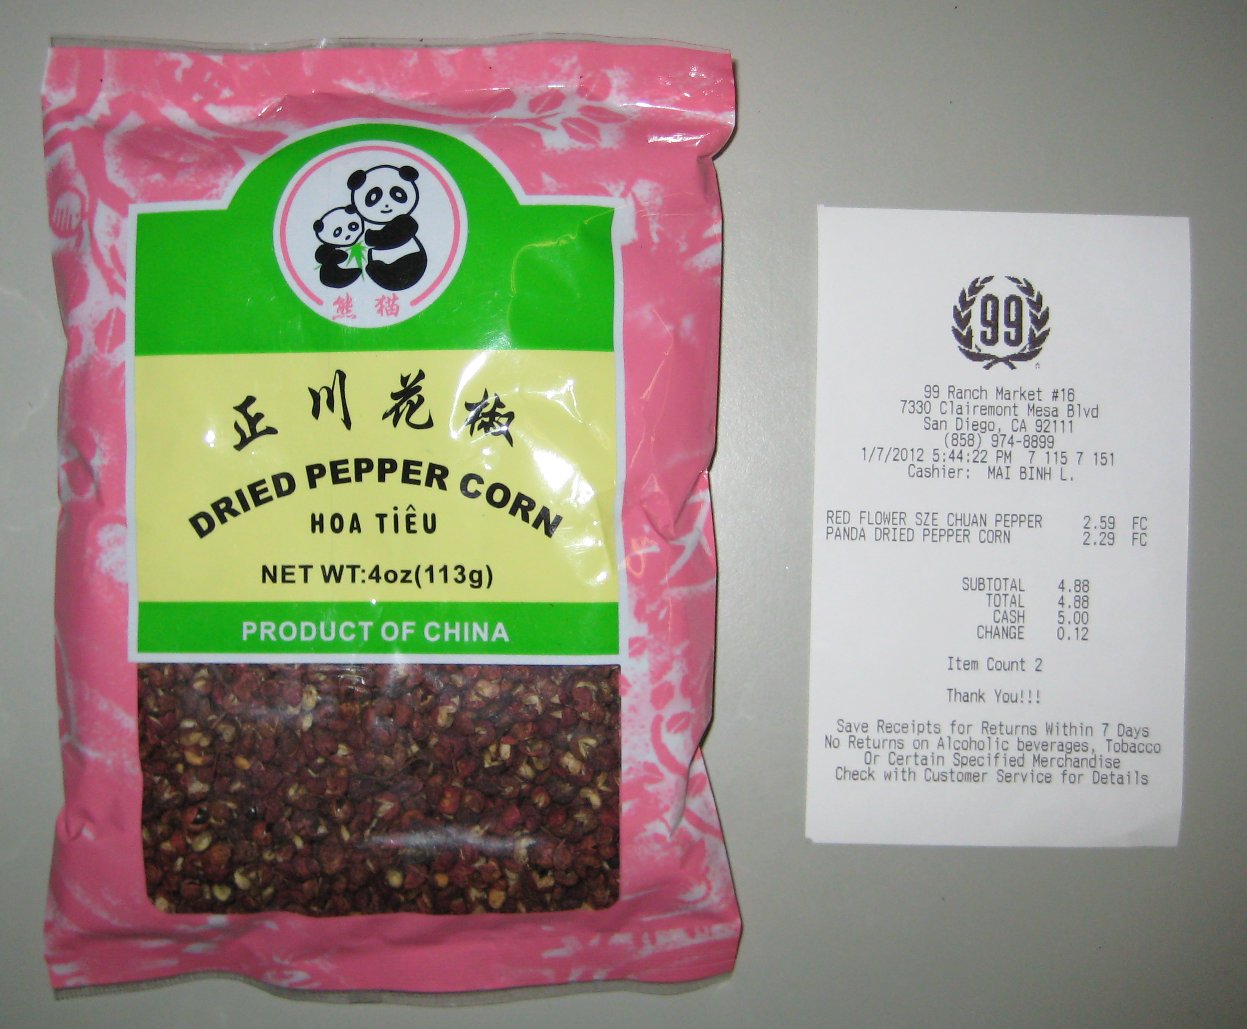 熊猫
正川花椒
DRIED PEPPER CORN
HOA TiÊU
NET WT:4oz(113g)
PRODUCT OF CHINA
99
99 Ranch Market #16
7330 Clairemont Mesa Blvd
San Diego, CA 92111
(858) 974-8899
1/7/2012 5:44:22 PM 7 115 7 151
Cashier: MAI BINH L.
RED FLOWER SZE CHUAN PEPPER 2.59 FC
PANDA DRIED PEPPER CORN 2.29 FC
SUBTOTAL 4.88
TOTAL 4.88
CASH 5.00
CHANGE 0.12
Item Count 2
Thank You!!!
Save Receipts for Returns Within 7 Days
No Returns on Alcoholic beverages, Tobacco
Or Certain Specified Merchandise
Check with Customer Service for Details